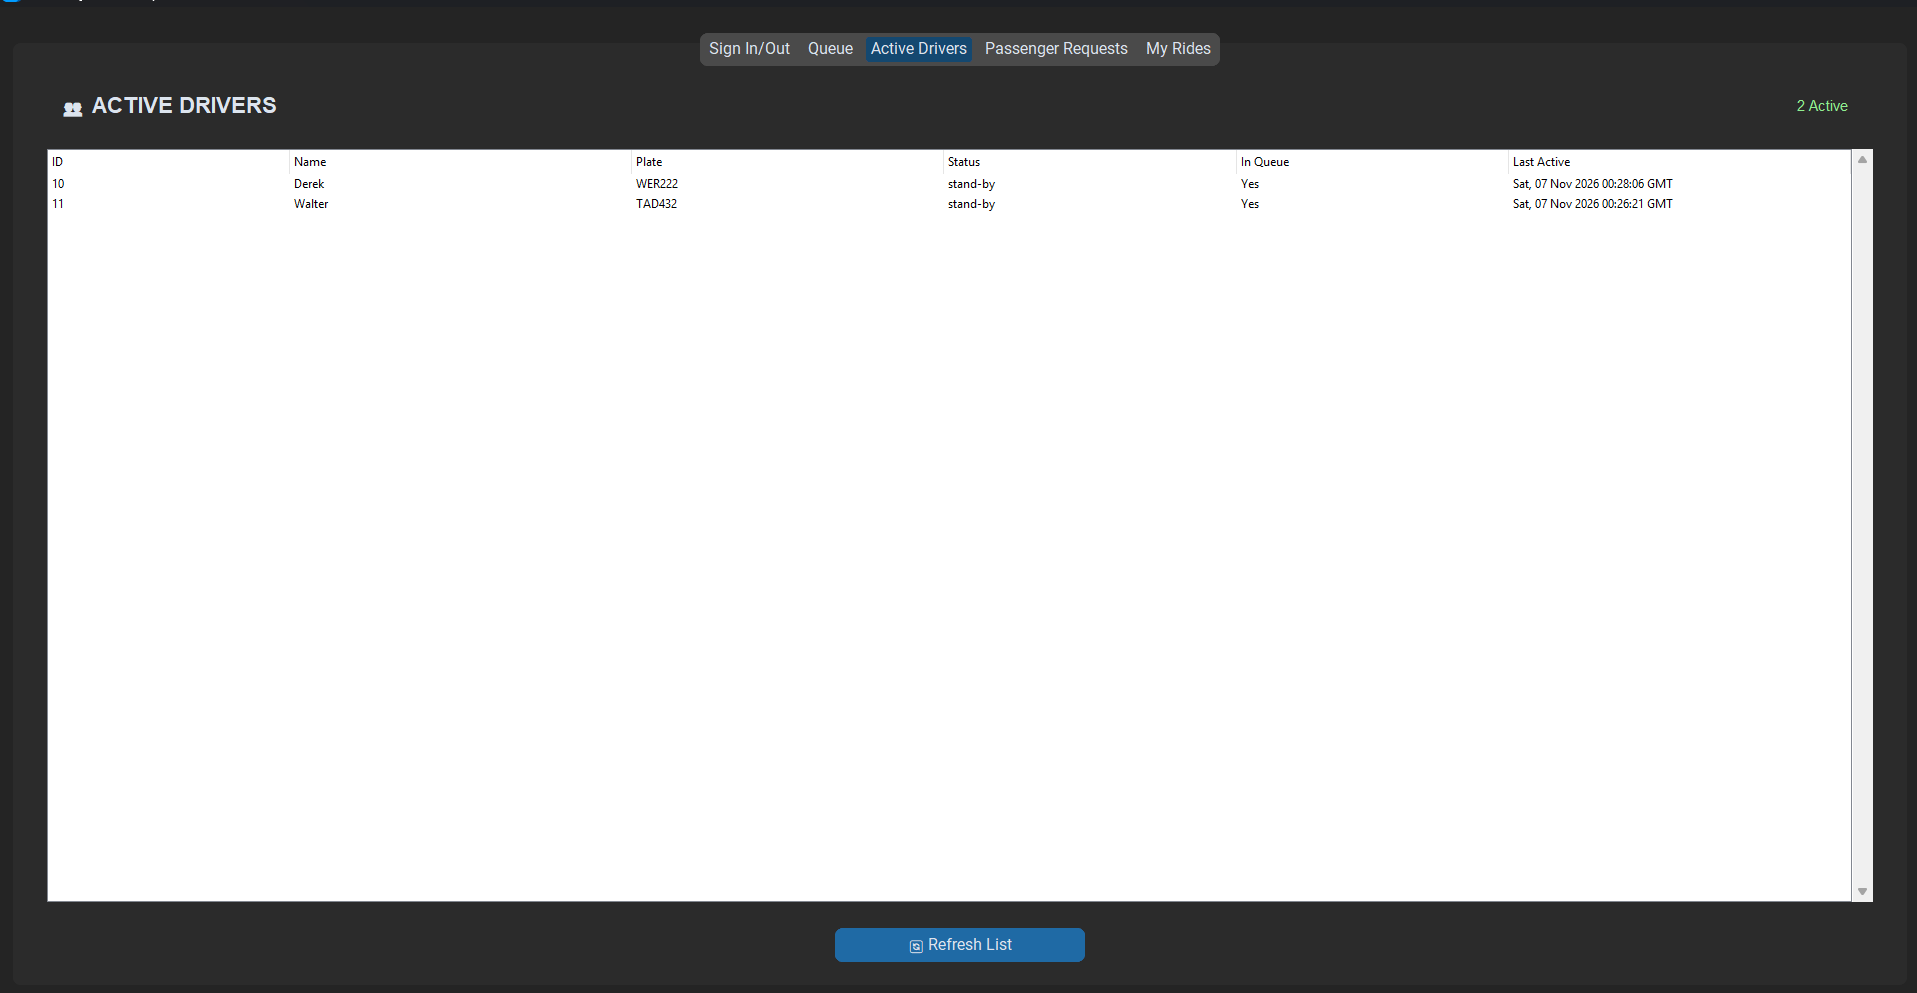 Sign In/Out Queue Active Drivers Passenger Requests My Rides
ACTIVE DRIVERS
2 Active
ID Name Plate Status In Queue Last Active
10 Derek WER222 stand-by Yes Sat, 07 Nov 2026 00:28:06 GMT
11 Walter TAD432 stand-by Yes Sat, 07 Nov 2026 00:26:21 GMT
Refresh List